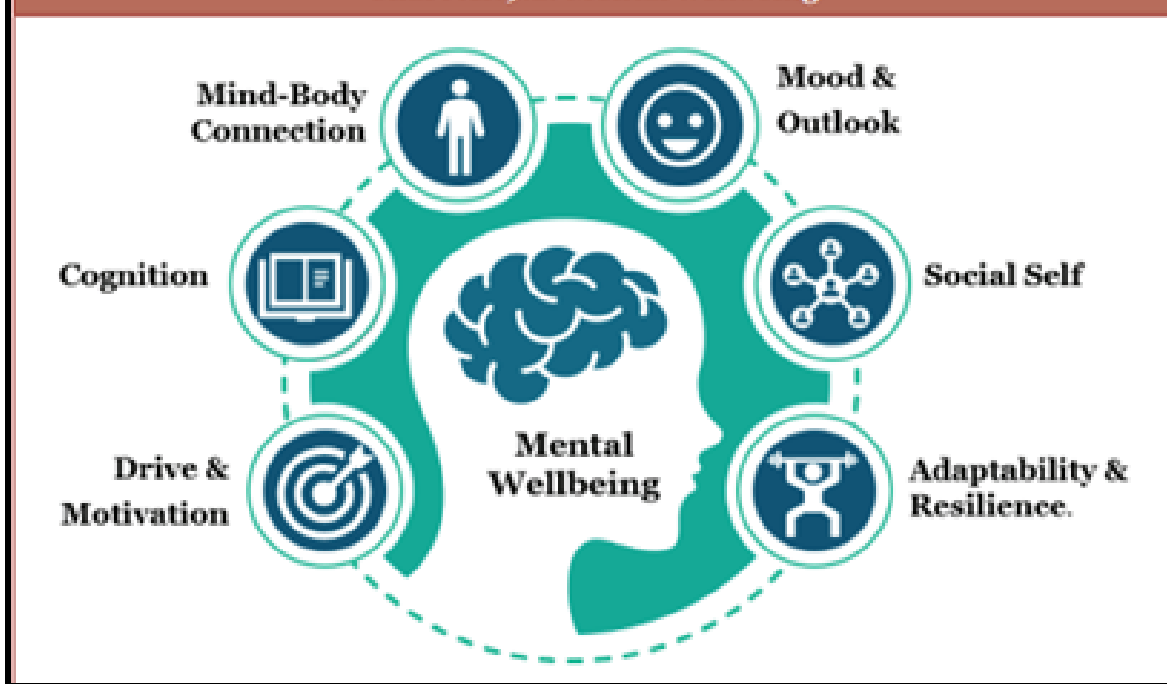 Mind-Body
Connection
Mood &
Outlook
Cognition
Social Self
Drive &
Motivation
Mental
Wellbeing
Adaptability &
Resilience.